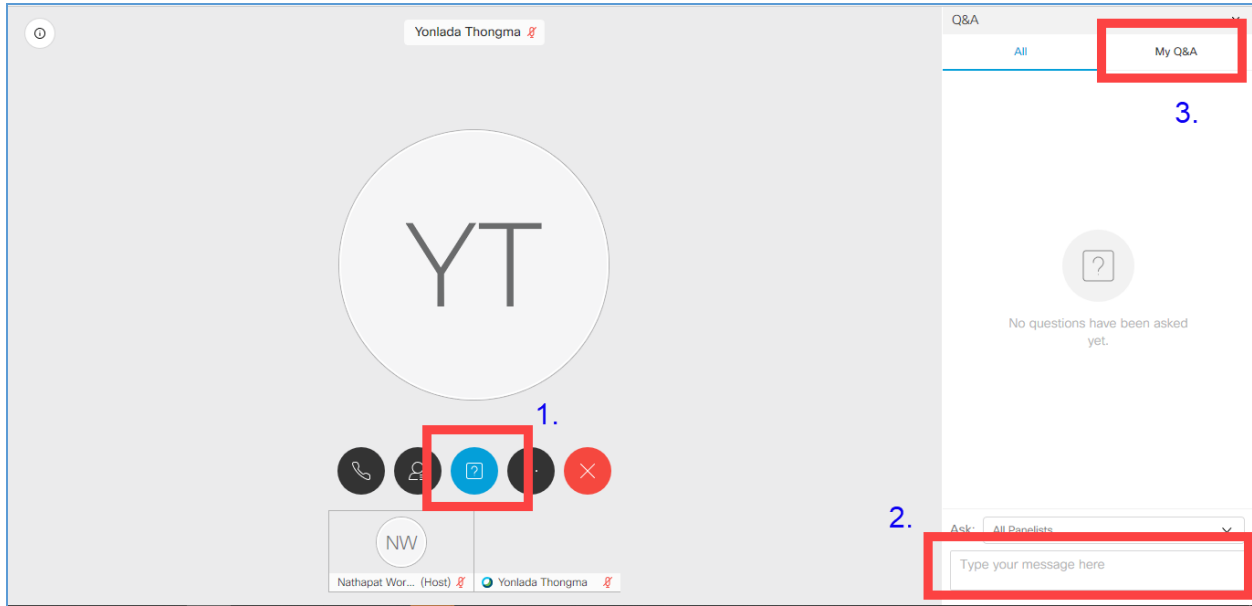 Yonlada Thongma
Q&A
All
My Q&A
3.
YT
No questions have been asked
yet.
1.
2.
Ask: All Panelists
Type your message here
NW
Nathapat Wor... (Host)
Yonlada Thongma